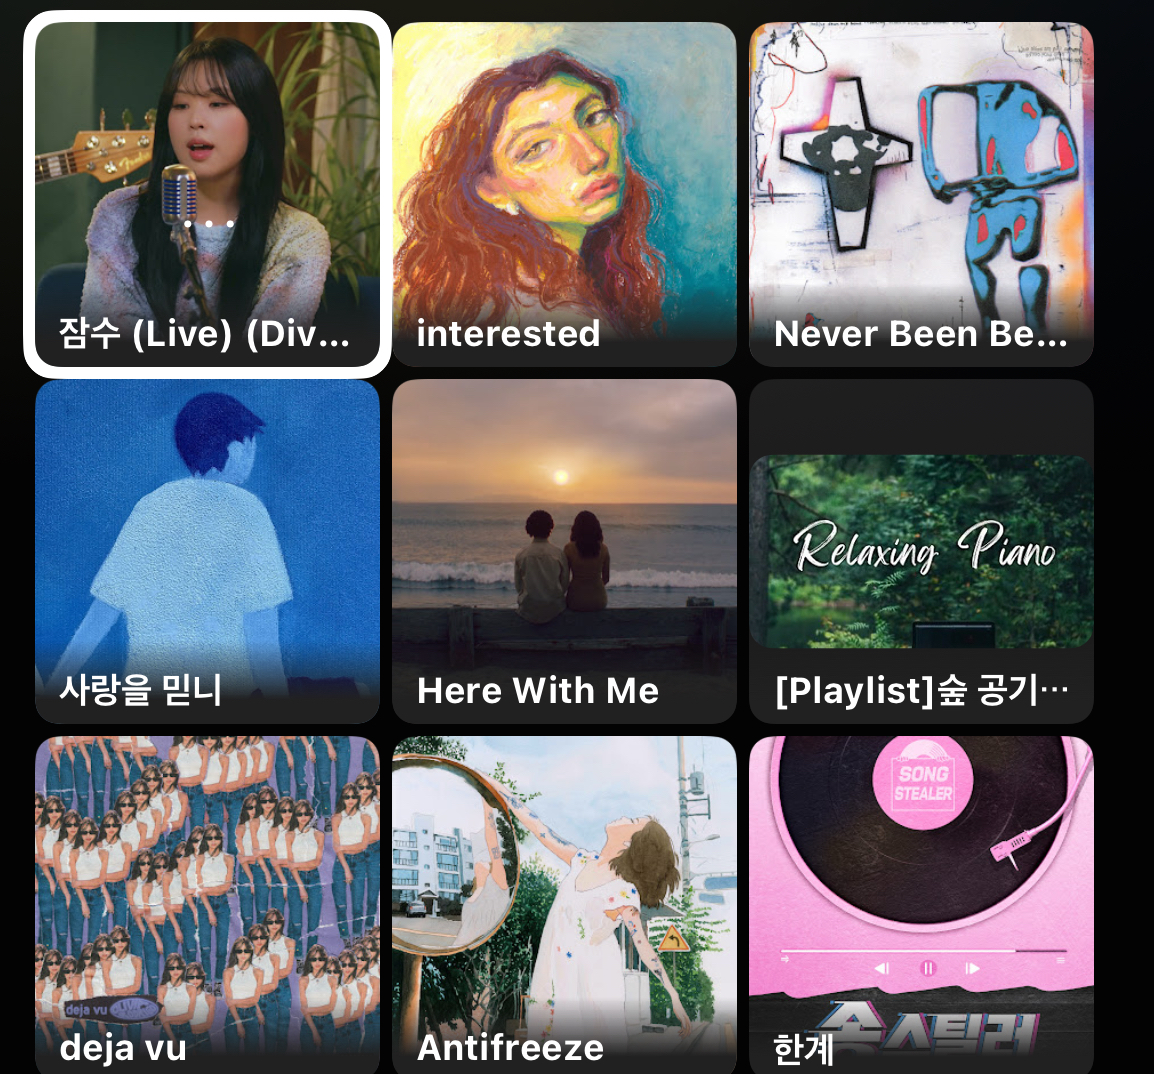 Fender
잠수 (Live) (Div...
interested
Never Been Be...
사랑을 믿니
Here With Me
Relaxing Piano
[Playlist]숲 공기...
deja vu
deja vu
Antifreeze
SONG
STEALER
송스틸러
한계